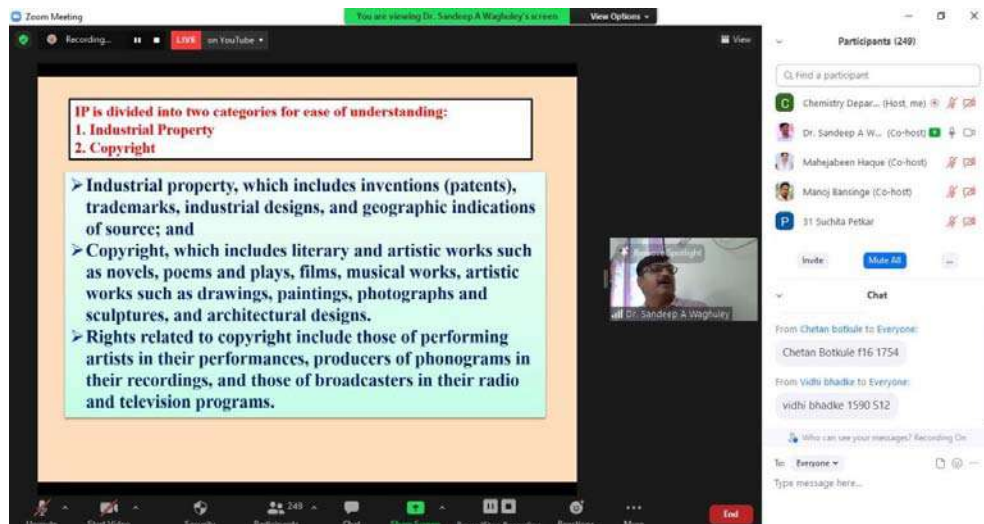 Zoom Meeting
You are viewing Dr. Sandeep A Waghuley's screen
View Options
Recording...
LIVE on YouTube
View
IP is divided into two categories for ease of understanding:
1. Industrial Property
2. Copyright
➢Industrial property, which includes inventions (patents),
trademarks, industrial designs, and geographic indications
of source; and
➢Copyright, which includes literary and artistic works such
as novels, poems and plays, films, musical works, artistic
works such as drawings, paintings, photographs and
sculptures, and architectural designs.
➢Rights related to copyright include those of performing
artists in their performances, producers of phonograms in
their recordings, and those of broadcasters in their radio
and television programs.
Remove Spotlight
Dr. Sandeep A Waghuley
Participants (249)
Find a participant
C Chemistry Depar... (Host, me)
Dr. Sandeep A W... (Co-host)
Mahejabeen Haque (Co-host)
Manoj Bansinge (Co-host)
P 31 Suchita Petkar
Invite Mute All ...
Chat
From Chetan botkule to Everyone:
Chetan Botkule f16 1754
From Vidhi bhadke to Everyone:
vidhi bhadke 1590 S12
Who can see your messages? Recording On
To: Everyone
Type message here...
249
End